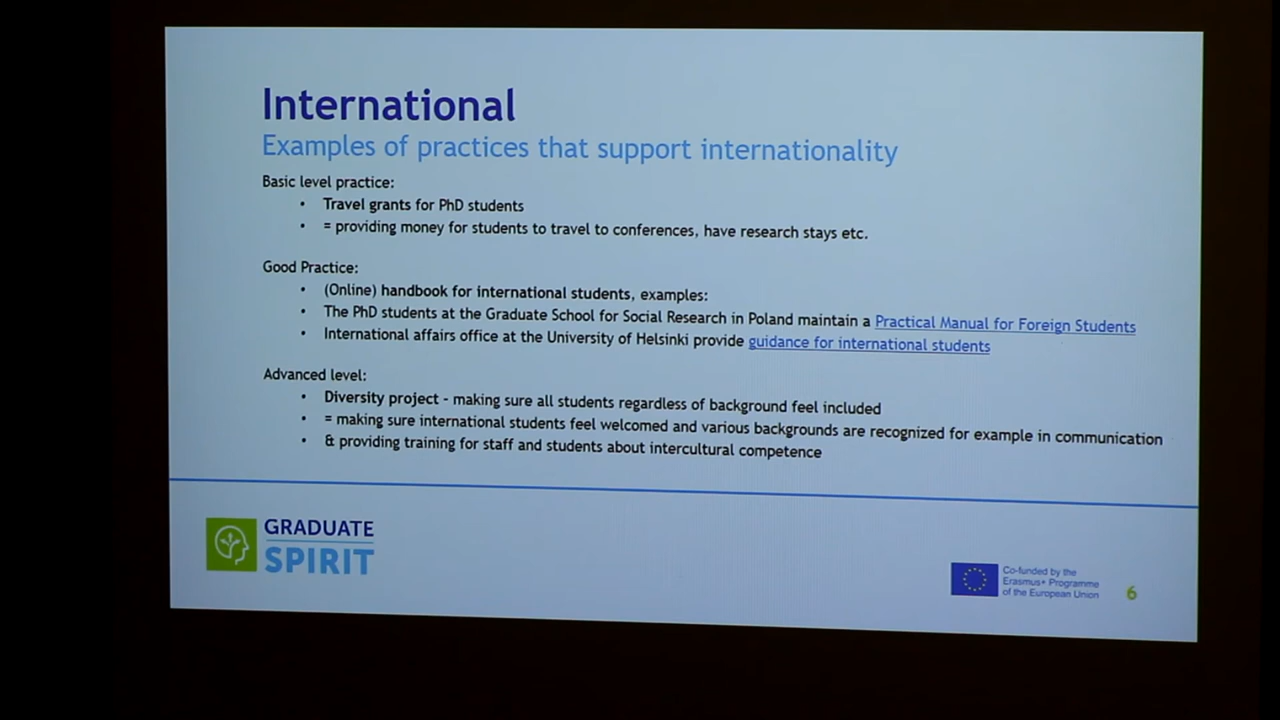 International
Examples of practices that support internationality
Basic level practice:
• Travel grants for PhD students
• = providing money for students to travel to conferences, have research stays etc.
Good Practice:
• (Online) handbook for international students, examples:
• The PhD students at the Graduate School for Social Research in Poland maintain a Practical Manual for Foreign Students
• International affairs office at the University of Helsinki provide guidance for international students
Advanced level:
• Diversity project - making sure all students regardless of background feel included
• = making sure international students feel welcomed and various backgrounds are recognized for example in communication
• & providing training for staff and students about intercultural competence
GRADUATE
SPIRIT
Co-funded by the
Erasmus+ Programme
of the European Union
6